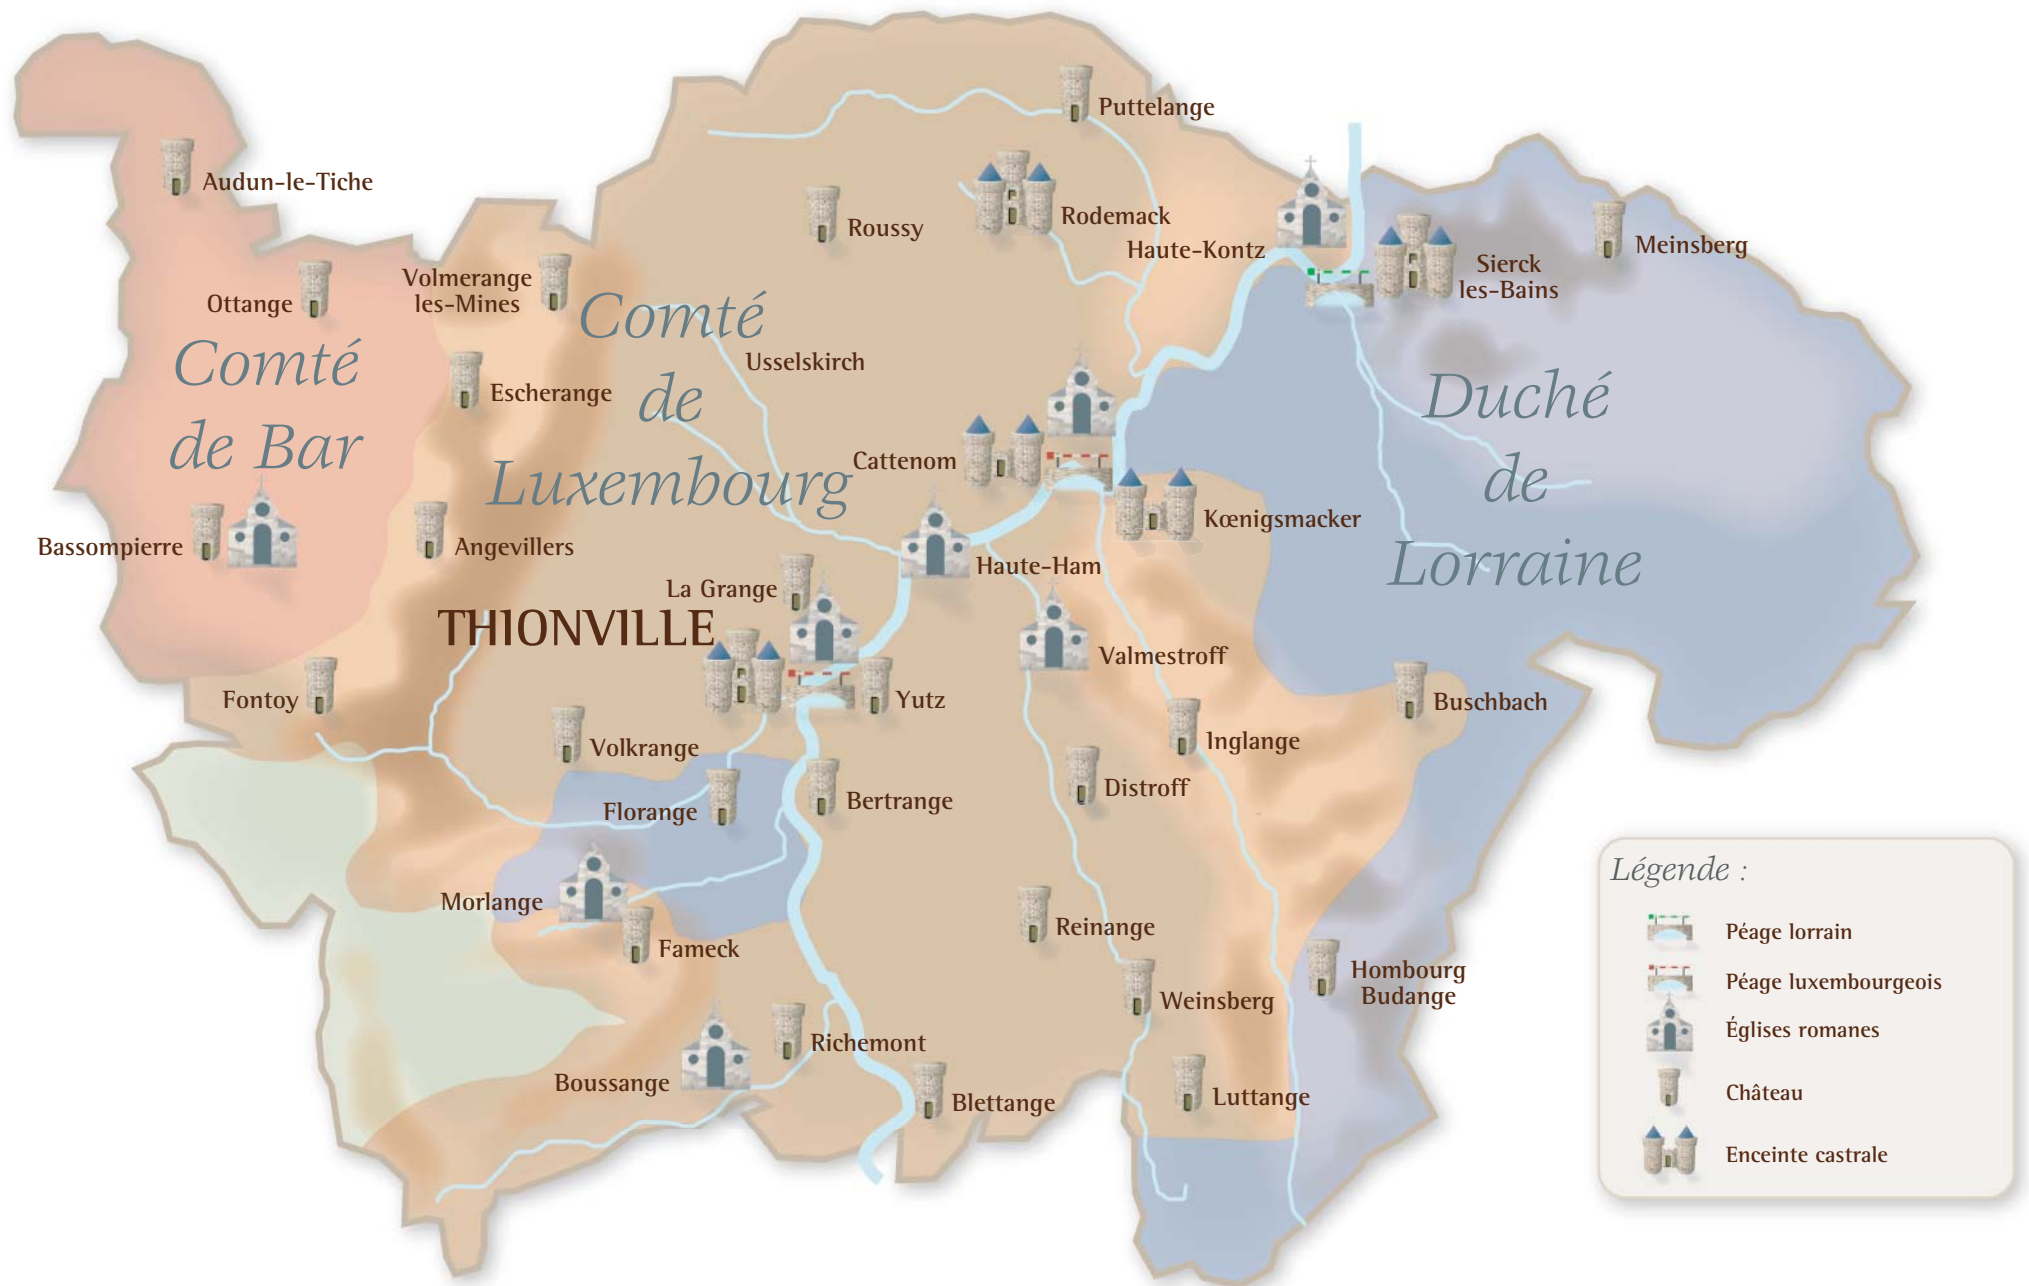 Puttelange
Audun-le-Tiche
Roussy
Rodemack
Haute-Kontz
Meinsberg
Sierck
les-Bains
Volmerange
les-Mines
Ottange
Comté
de Bar
Comté
de
Luxembourg
Usselskirch
Escherange
Duché
de
Lorraine
Cattenom
Kœnigsmacker
Bassompierre
Angevillers
Haute-Ham
La Grange
THIONVILLE
Valmestroff
Fontoy
Yutz
Buschbach
Volkrange
Inglange
Florange
Bertrange
Distroff
Morlange
Fameck
Reinange
Weinsberg
Hombourg
Budange
Richemont
Boussange
Blettange
Luttange
Légende :
Péage lorrain
Péage luxembourgeois
Églises romanes
Château
Enceinte castrale